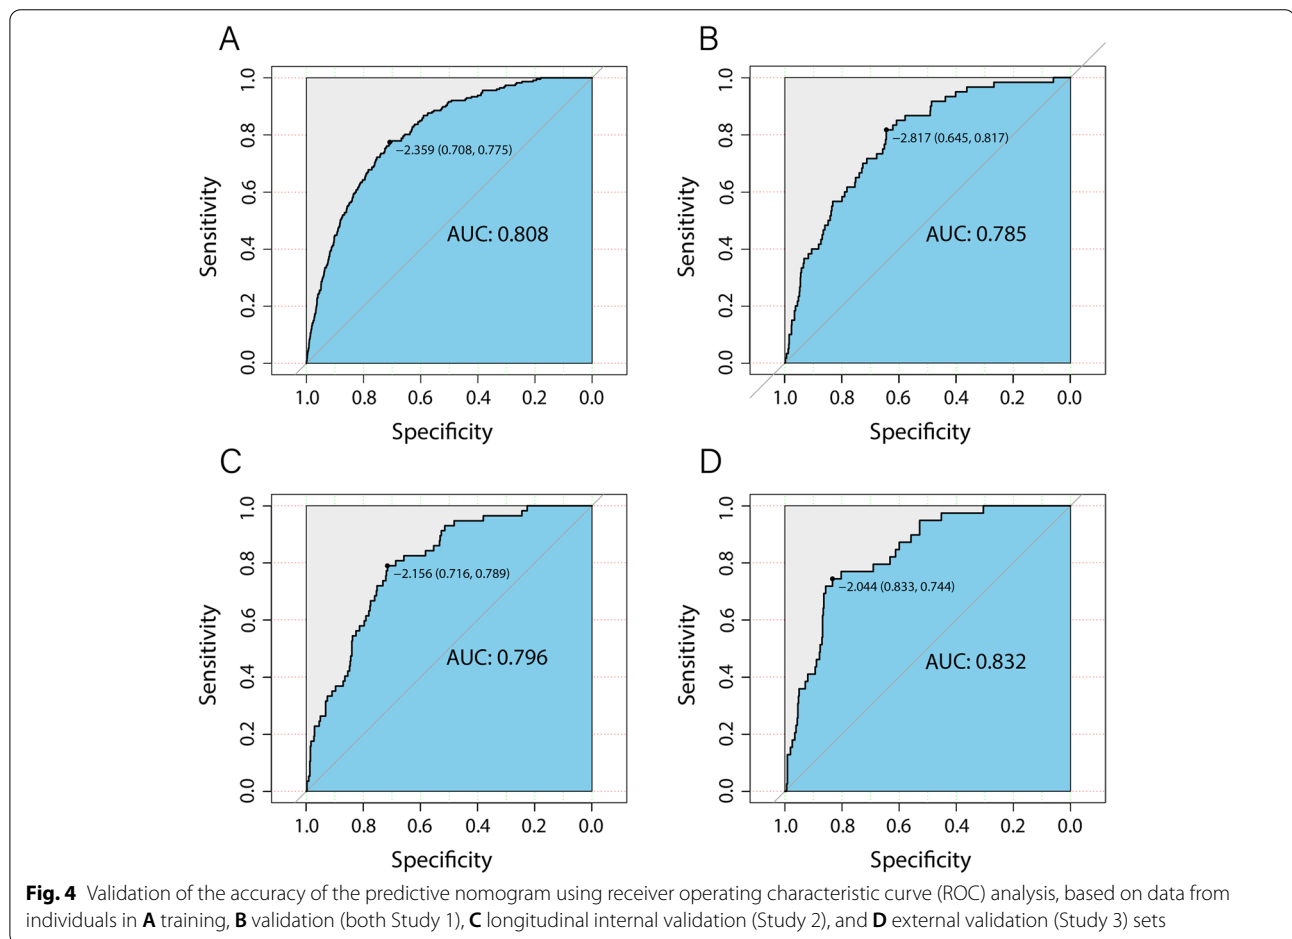 A
1.0
0.8
0.6
0.4
0.2
0.0
Sensitivity
−2.359 (0.708, 0.775)
AUC: 0.808
1.0 0.8 0.6 0.4 0.2 0.0
Specificity
B
1.0
0.8
0.6
0.4
0.2
0.0
Sensitivity
−2.817 (0.645, 0.817)
AUC: 0.785
1.0 0.8 0.6 0.4 0.2 0.0
Specificity
C
1.0
0.8
0.6
0.4
0.2
0.0
Sensitivity
−2.156 (0.716, 0.789)
AUC: 0.796
1.0 0.8 0.6 0.4 0.2 0.0
Specificity
D
1.0
0.8
0.6
0.4
0.2
0.0
Sensitivity
−2.044 (0.833, 0.744)
AUC: 0.832
1.0 0.8 0.6 0.4 0.2 0.0
Specificity
Fig. 4 Validation of the accuracy of the predictive nomogram using receiver operating characteristic curve (ROC) analysis, based on data from
individuals in A training, B validation (both Study 1), C longitudinal internal validation (Study 2), and D external validation (Study 3) sets